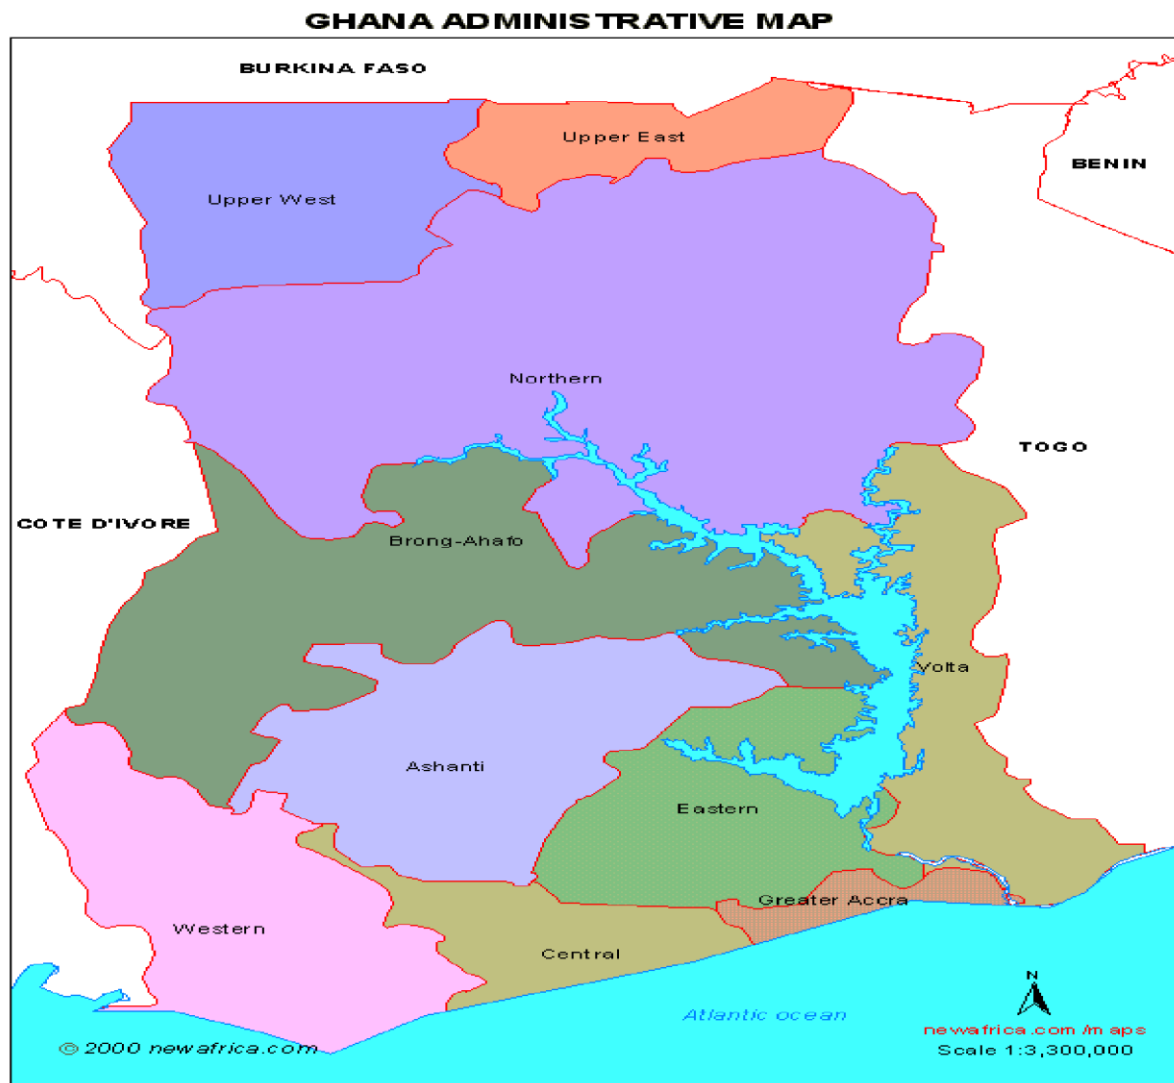 GHANA ADMINISTRATIVE MAP
BURKINA FASO
Upper East
BENIN
Upper West
Northern
TOGO
COTE D'IVORE
Brong-Ahafo
Volta
Ashanti
Eastern
Greater Accra
Western
Central
N
Atlantic ocean
newafrica.com /maps
© 2000 newafrica.com
Scale 1:3,300,000